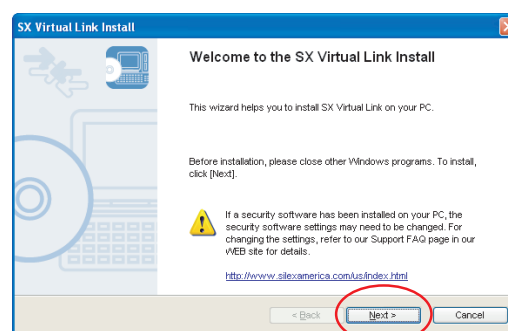 SX Virtual Link Install
Welcome to the SX Virtual Link Install
This wizard helps you to install SX Virtual Link on your PC.
Before installation, please close other Windows programs. To install,
click [Next].
If a security software has been installed on your PC, the
security software settings may need to be changed. For
changing the settings, refer to our Support FAQ page in our
WEB site for details.
http://www.silexamerica.com/us/index.html
< Back
Next >
Cancel